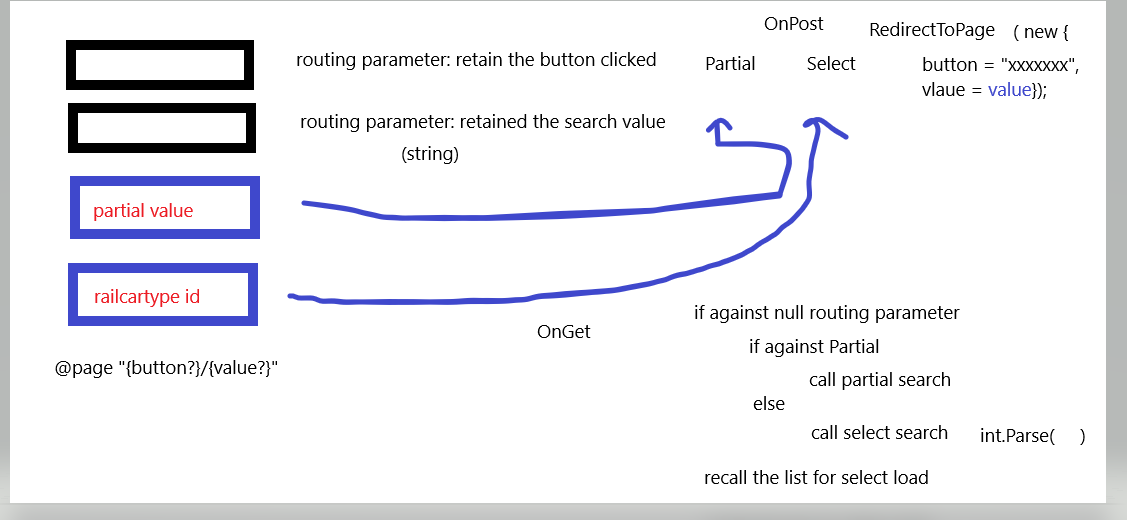 OnPost
RedirectToPage ( new {
routing parameter: retain the button clicked
Partial
Select
button = "xxxxxxx",
vlaue = value});
routing parameter: retained the search value
(string)
partial value
railcartype id
OnGet
if against null routing parameter
if against Partial
@page "{button?}/{value?}"
call partial search
else
call select search int.Parse( )
recall the list for select load